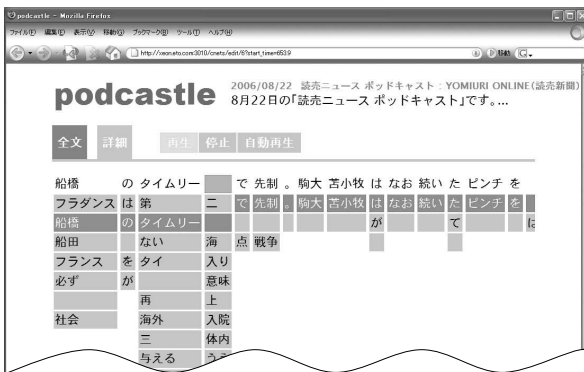 podcastle - Mozilla Firefox
ファイル(F) 編集(E) 表示(V) 移動(G) ブックマーク(B) ツール(T) ヘルプ(H)
http://xeon.eto.com:3010/cnets/edit/6?start_time=6539 移動
podcastle
2006/08/22 読売ニュース ポッドキャスト : YOMIURI ONLINE(読売新聞)
8月22日の「読売ニュース ポッドキャスト」です。...
全文 詳細 再生 停止 自動再生
船橋 の タイムリー で 先制 。 駒大 苫小牧 は なお 続い た ピンチ を
フラダンス は 第 二 で 先制 。 駒大 苫小牧 は なお 続い た ピンチ を
船橋 の タイムリー が て は
船田 ない 海 点 戦争
フランス を タイ 入り
必ず が 意味
再 上
社会 海外 入院
三 体内
与える